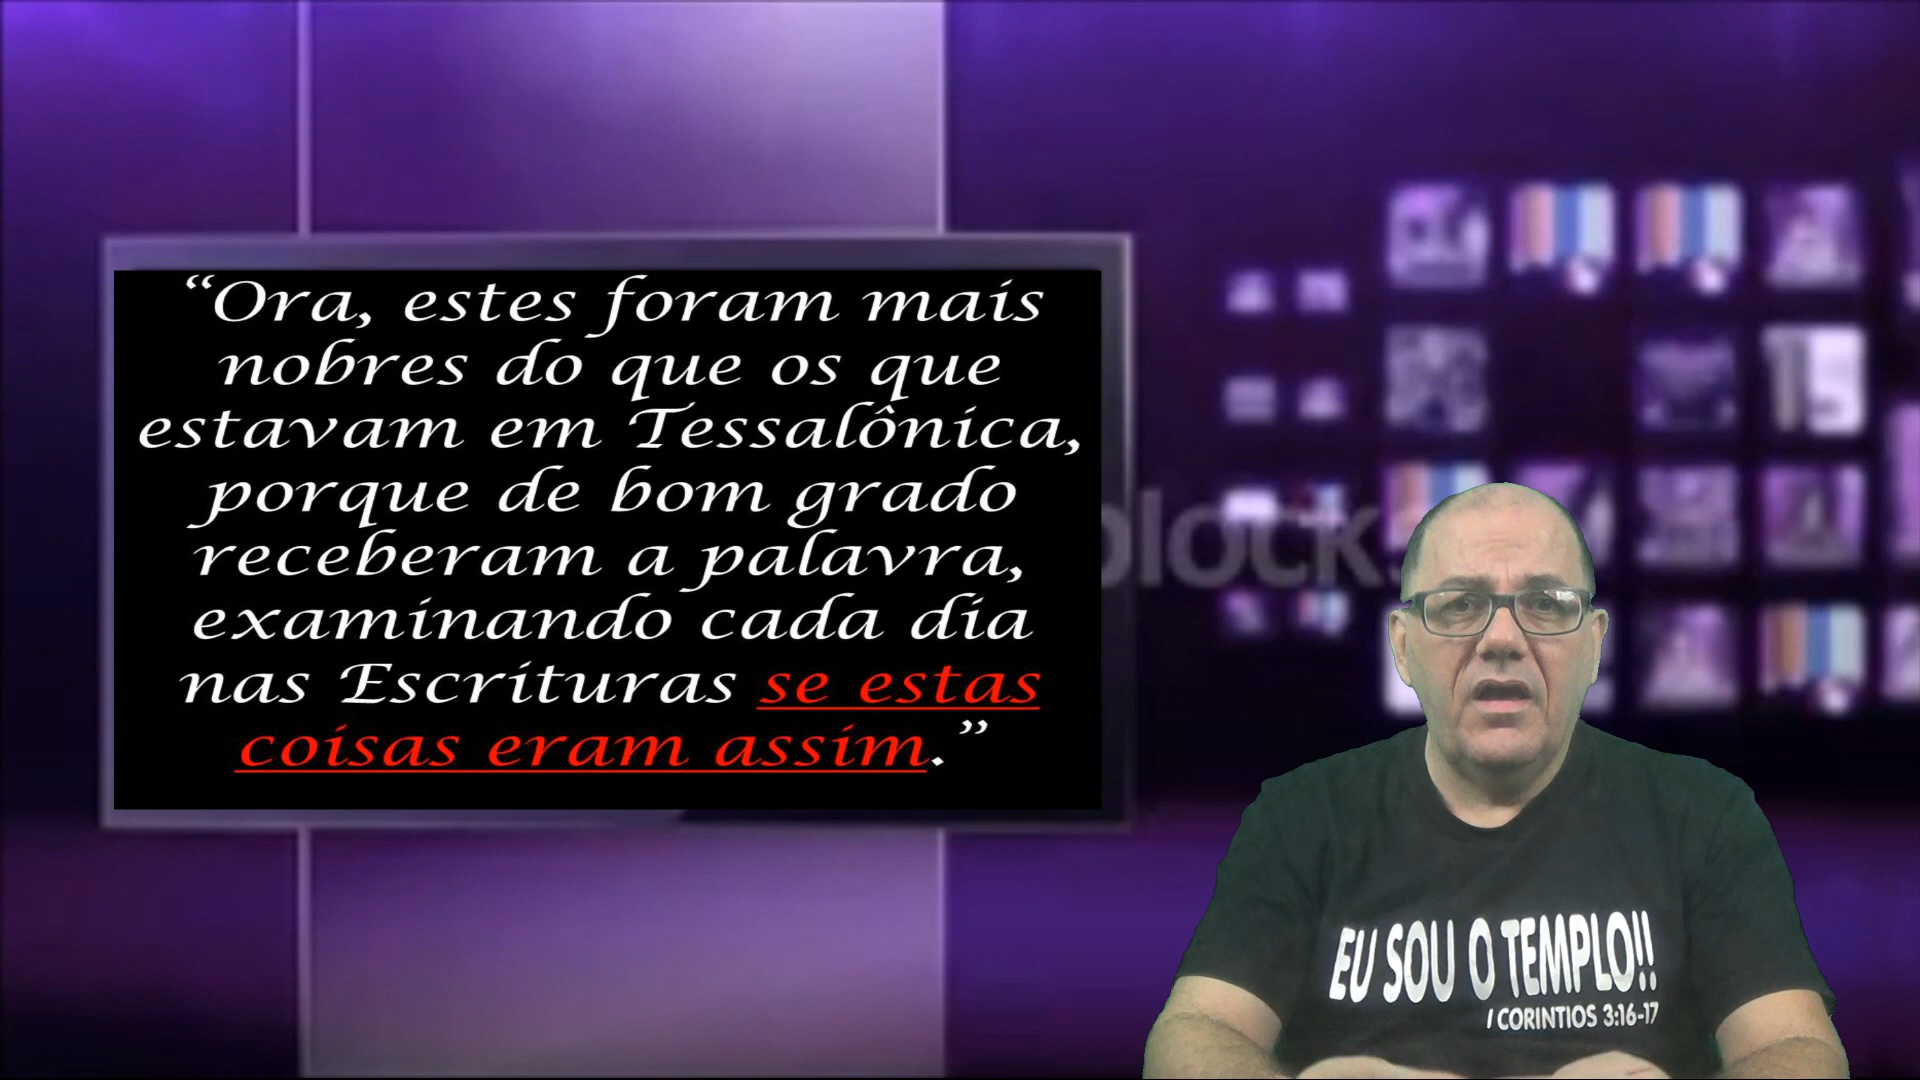 “Ora, estes foram mais
nobres do que os que
estavam em Tessalônica,
porque de bom grado
receberam a palavra,
examinando cada dia
nas Escrituras se estas
coisas eram assim.”
EU SOU O TEMPLO!!
I CORINTIOS 3:16-17